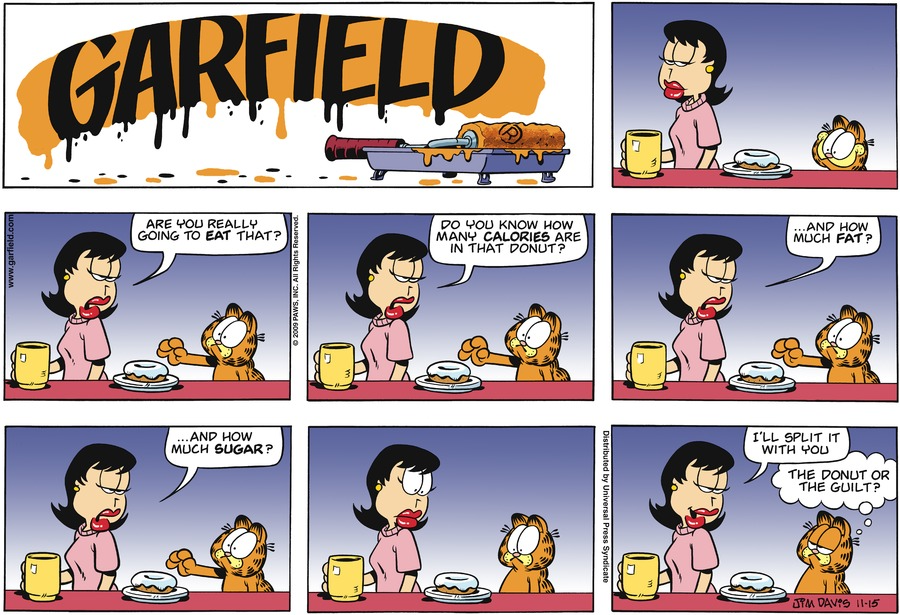 GARFIELD
ARE YOU REALLY
GOING TO EAT THAT?
www.garfield.com
© 2009 PAWS, INC. All Rights Reserved.
DO YOU KNOW HOW
MANY CALORIES ARE
IN THAT DONUT?
...AND HOW
MUCH FAT?
...AND HOW
MUCH SUGAR?
Distributed by Universal Press Syndicate
I'LL SPLIT IT
WITH YOU
THE DONUT OR
THE GUILT?
JIM DAVIS 11-15